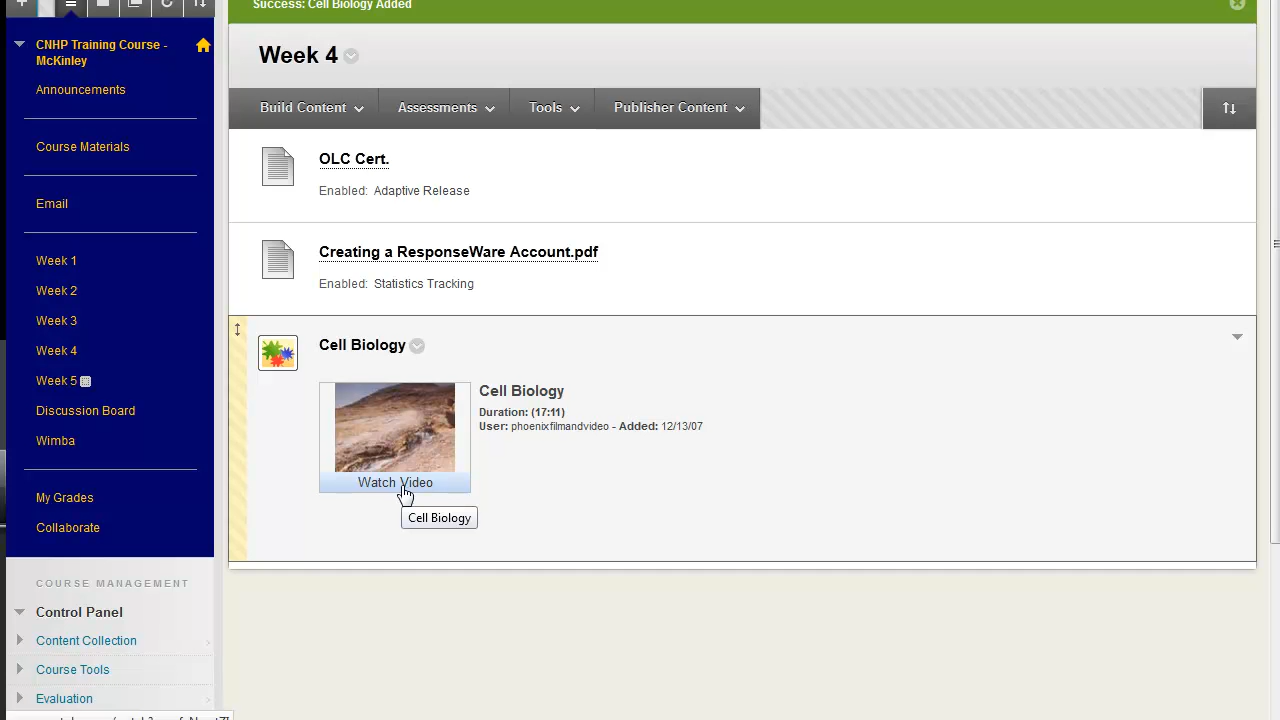 Success: Cell Biology Added
CNHP Training Course -
McKinley
Announcements
Course Materials
Email
Week 1
Week 2
Week 3
Week 4
Week 5
Discussion Board
Wimba
My Grades
Collaborate
COURSE MANAGEMENT
Control Panel
Content Collection
Course Tools
Evaluation
Week 4
Build Content
Assessments
Tools
Publisher Content
OLC Cert.
Enabled: Adaptive Release
Creating a ResponseWare Account.pdf
Enabled: Statistics Tracking
Cell Biology
Cell Biology
Duration: (17:11)
User: phoenixfilmandvideo - Added: 12/13/07
Watch Video
Cell Biology